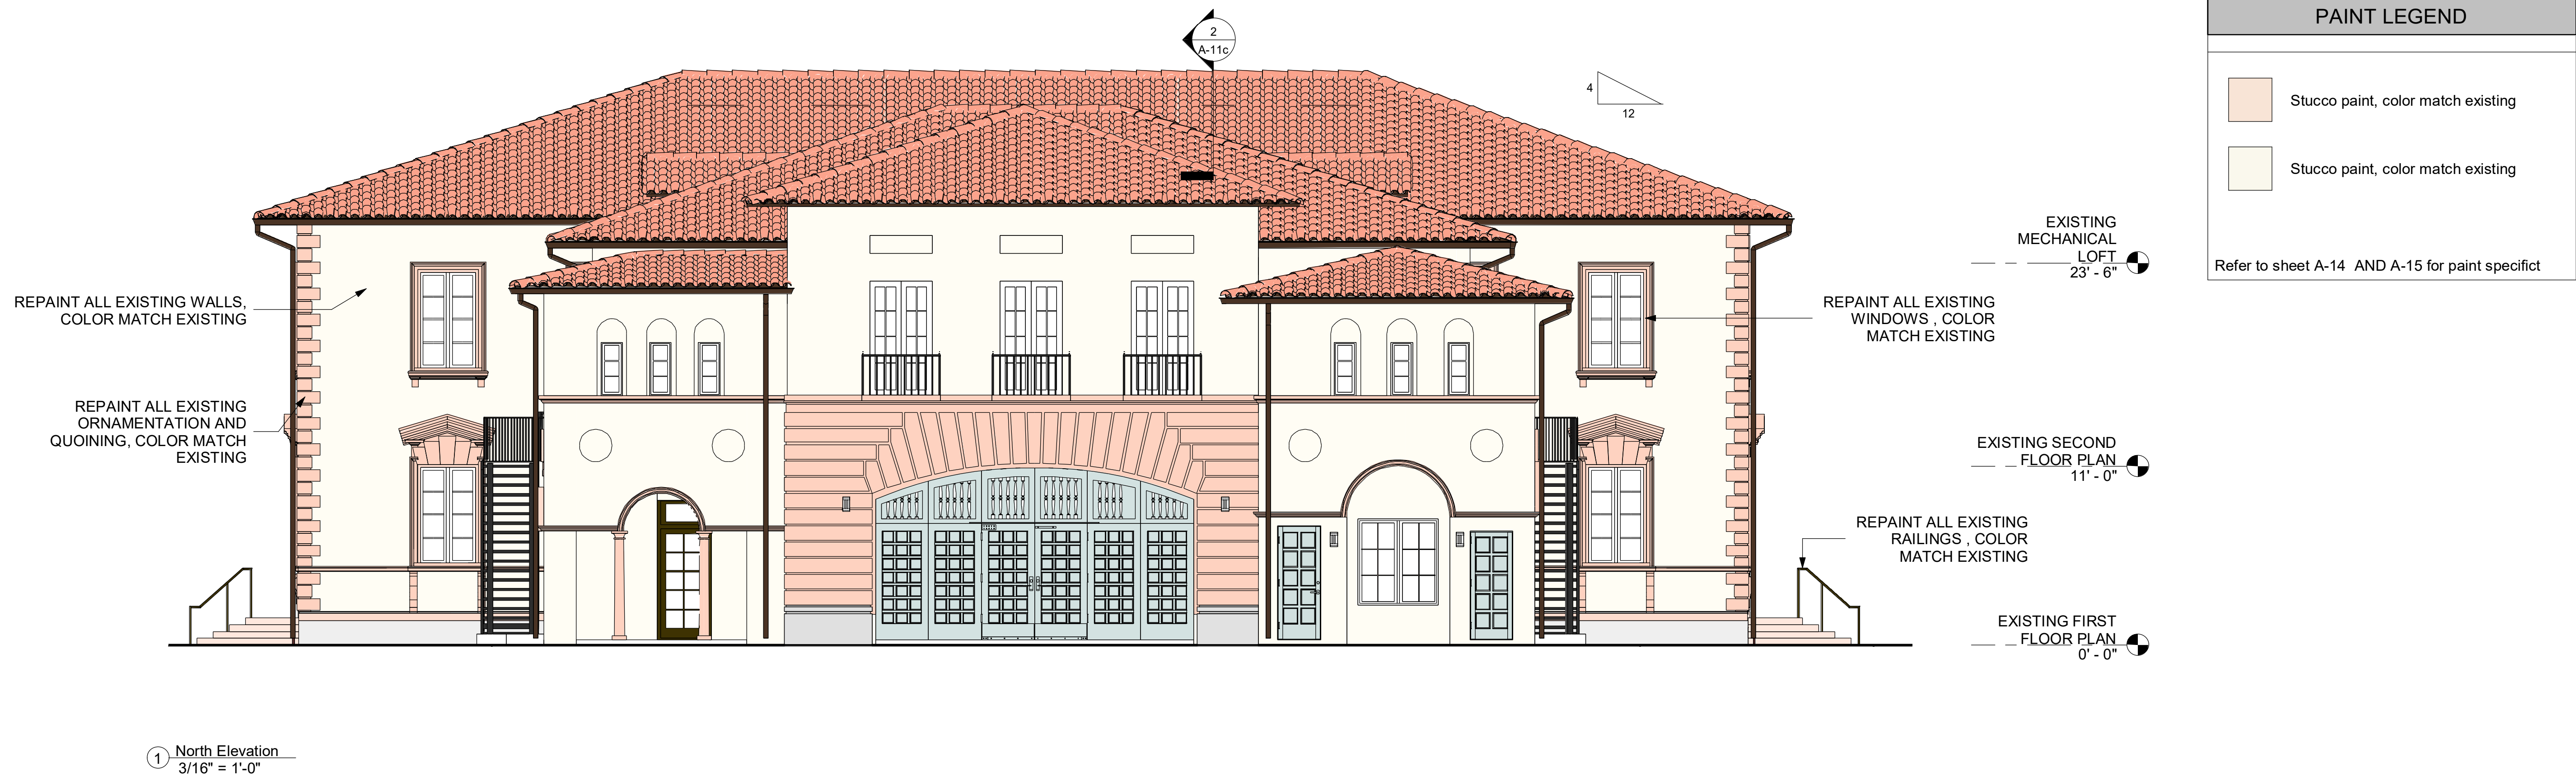 2
A-11c
4
12
PAINT LEGEND
Stucco paint, color match existing
Stucco paint, color match existing
Refer to sheet A-14 AND A-15 for paint specifict
REPAINT ALL EXISTING WALLS,
COLOR MATCH EXISTING
REPAINT ALL EXISTING
ORNAMENTATION AND
QUOINING, COLOR MATCH
EXISTING
REPAINT ALL EXISTING
WINDOWS , COLOR
MATCH EXISTING
REPAINT ALL EXISTING
RAILINGS , COLOR
MATCH EXISTING
EXISTING
MECHANICAL
LOFT
23' - 6"
EXISTING SECOND
FLOOR PLAN
11' - 0"
EXISTING FIRST
FLOOR PLAN
0' - 0"
1
North Elevation
3/16" = 1'-0"